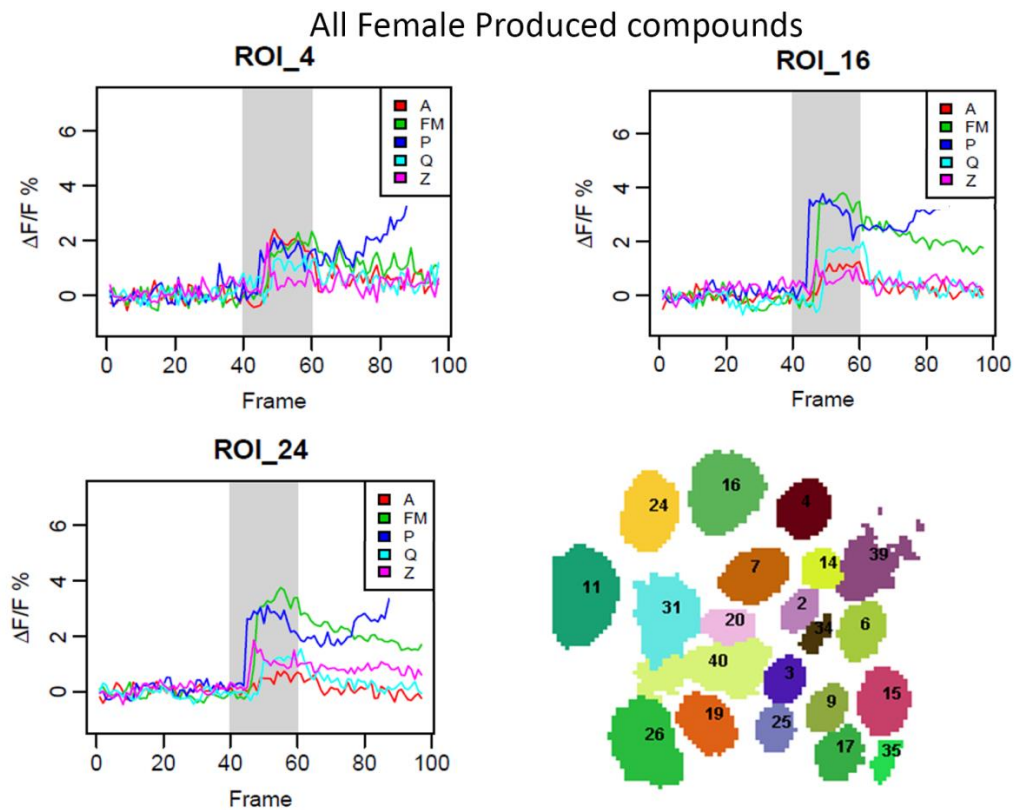 All Female Produced compounds
ROI_4
ΔF/F %
6
4
2
0
A
FM
P
Q
Z
0 20 40 60 80 100
Frame
ROI_16
ΔF/F %
6
4
2
0
A
FM
P
Q
Z
0 20 40 60 80 100
Frame
ROI_24
ΔF/F %
6
4
2
0
A
FM
P
Q
Z
0 20 40 60 80 100
Frame
24 16 4
11 7 14 39
31 20 2 34 6
40 3
26 19 25 9 15
17 35